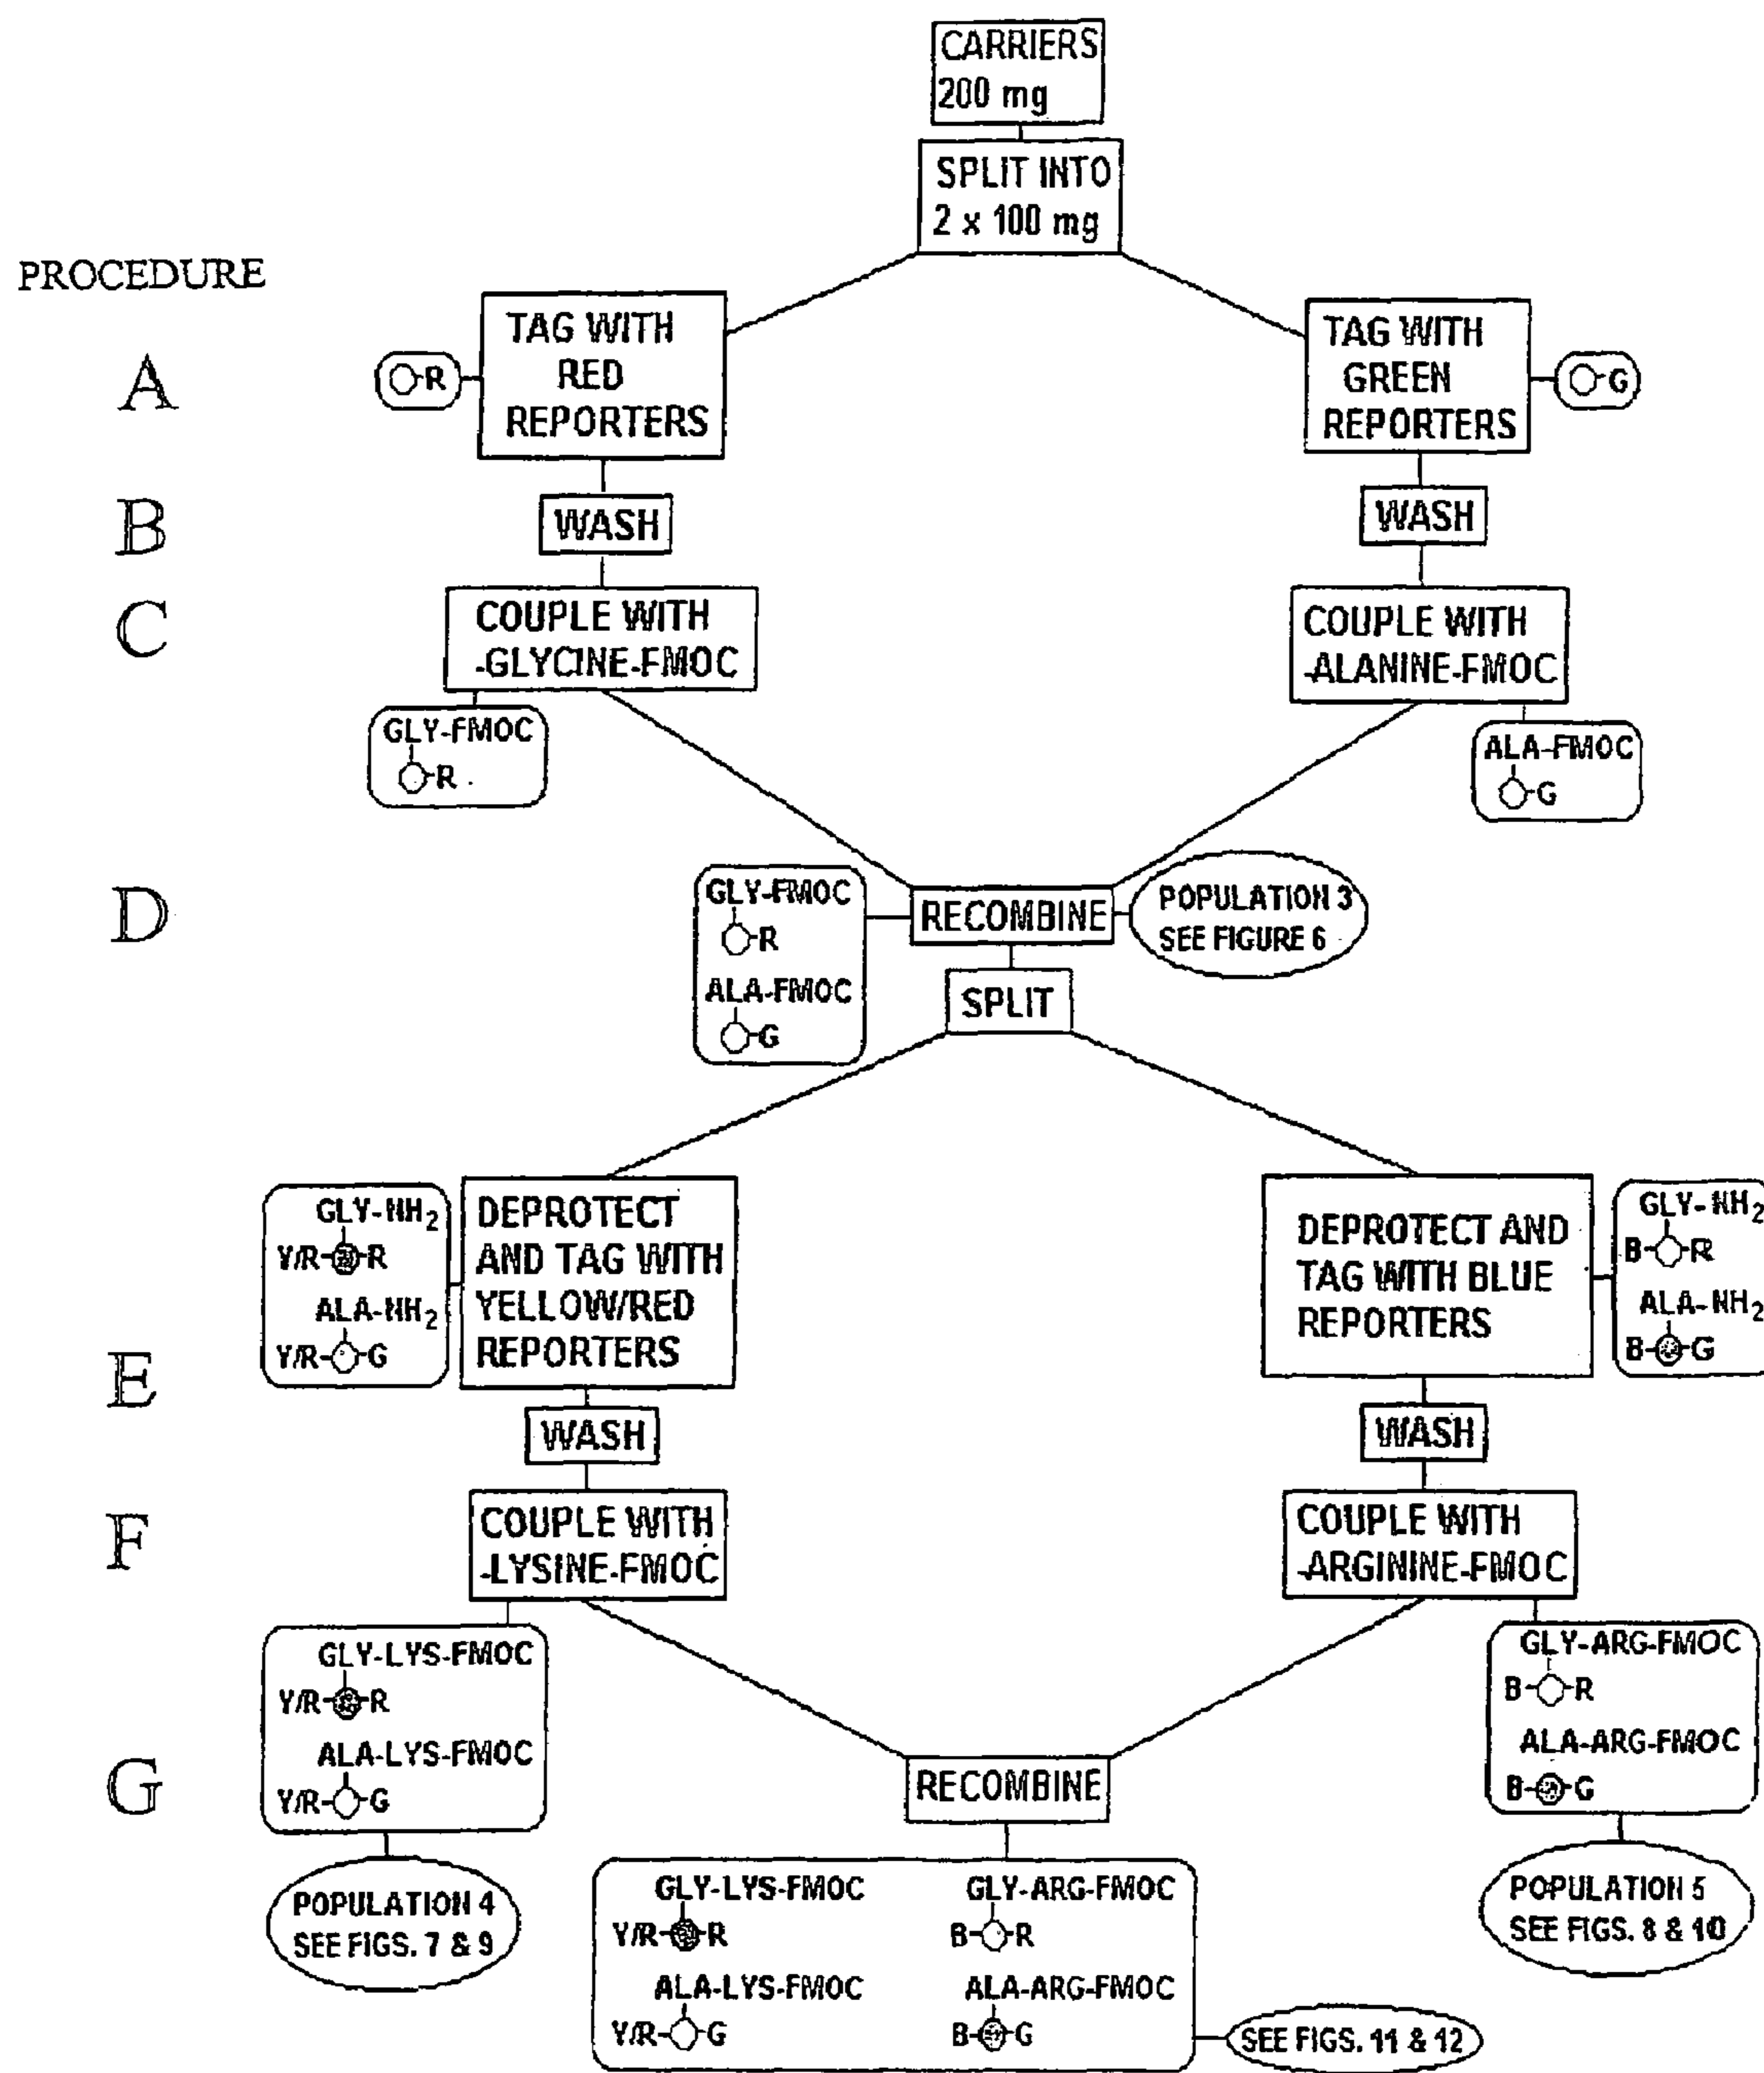 CARRIERS
200 mg
SPLIT INTO
2 x 100 mg
PROCEDURE
A
R
TAG WITH
RED
REPORTERS
TAG WITH
GREEN
REPORTERS
G
B
WASH
WASH
C
COUPLE WITH
-GLYCINE-FMOC
COUPLE WITH
-ALANINE-FMOC
GLY-FMOC
R
ALA-FMOC
G
D
GLY-FMOC
R
ALA-FMOC
G
RECOMBINE
POPULATION 3
SEE FIGURE 6
SPLIT
E
GLY-NH2
Y/R R
ALA-NH2
Y/R G
DEPROTECT
AND TAG WITH
YELLOW/RED
REPORTERS
DEPROTECT AND
TAG WITH BLUE
REPORTERS
GLY-NH2
B R
ALA-NH2
B G
WASH
WASH
F
COUPLE WITH
-LYSINE-FMOC
COUPLE WITH
-ARGININE-FMOC
G
GLY-LYS-FMOC
Y/R R
ALA-LYS-FMOC
Y/R G
RECOMBINE
GLY-ARG-FMOC
B R
ALA-ARG-FMOC
B G
POPULATION 4
SEE FIGS. 7 & 9
GLY-LYS-FMOC GLY-ARG-FMOC
Y/R R B R
ALA-LYS-FMOC ALA-ARG-FMOC
Y/R G B G
POPULATION 5
SEE FIGS. 8 & 10
SEE FIGS. 11 & 12